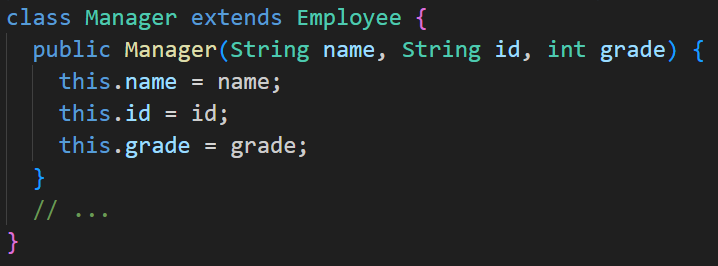 class Manager extends Employee {
  public Manager(String name, String id, int grade) {
    this.name = name;
    this.id = id;
    this.grade = grade;
  }
  // ...
}